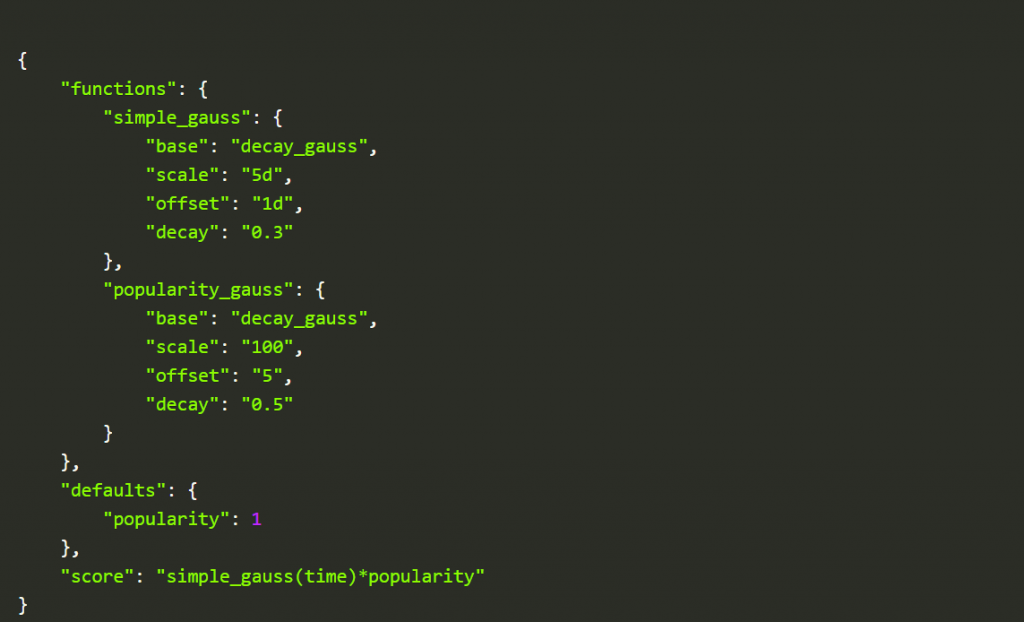 {
    "functions": {
        "simple_gauss": {
            "base": "decay_gauss",
            "scale": "5d",
            "offset": "1d",
            "decay": "0.3"
        },
        "popularity_gauss": {
            "base": "decay_gauss",
            "scale": "100",
            "offset": "5",
            "decay": "0.5"
        }
    },
    "defaults": {
        "popularity": 1
    },
    "score": "simple_gauss(time)*popularity"
}